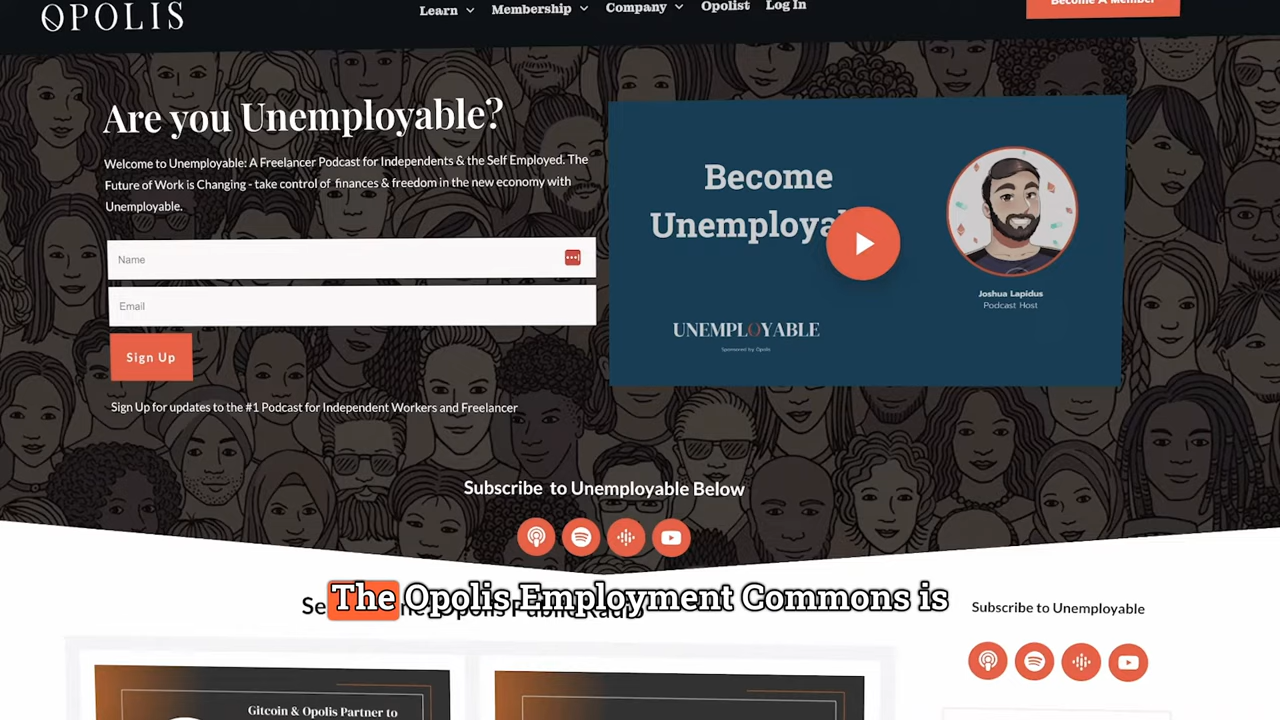 OPOLIS
Learn
Membership
Company
Opolist
Log In
Become A Member
Are you Unemployable?
Welcome to Unemployable: A Freelancer Podcast for Independents & the Self Employed. The
Future of Work is Changing - take control of finances & freedom in the new economy with
Unemployable.
Name
Email
Sign Up
Sign Up for updates to the #1 Podcast for Independent Workers and Freelancer
Become
Unemploya
Joshua Lapidus
Podcast Host
UNEMPLOYABLE
Sponsored by Opolis
Subscribe to Unemployable Below
The Opolis Employment Commons is
Subscribe to Unemployable
Gitcoin & Opolis Partner to